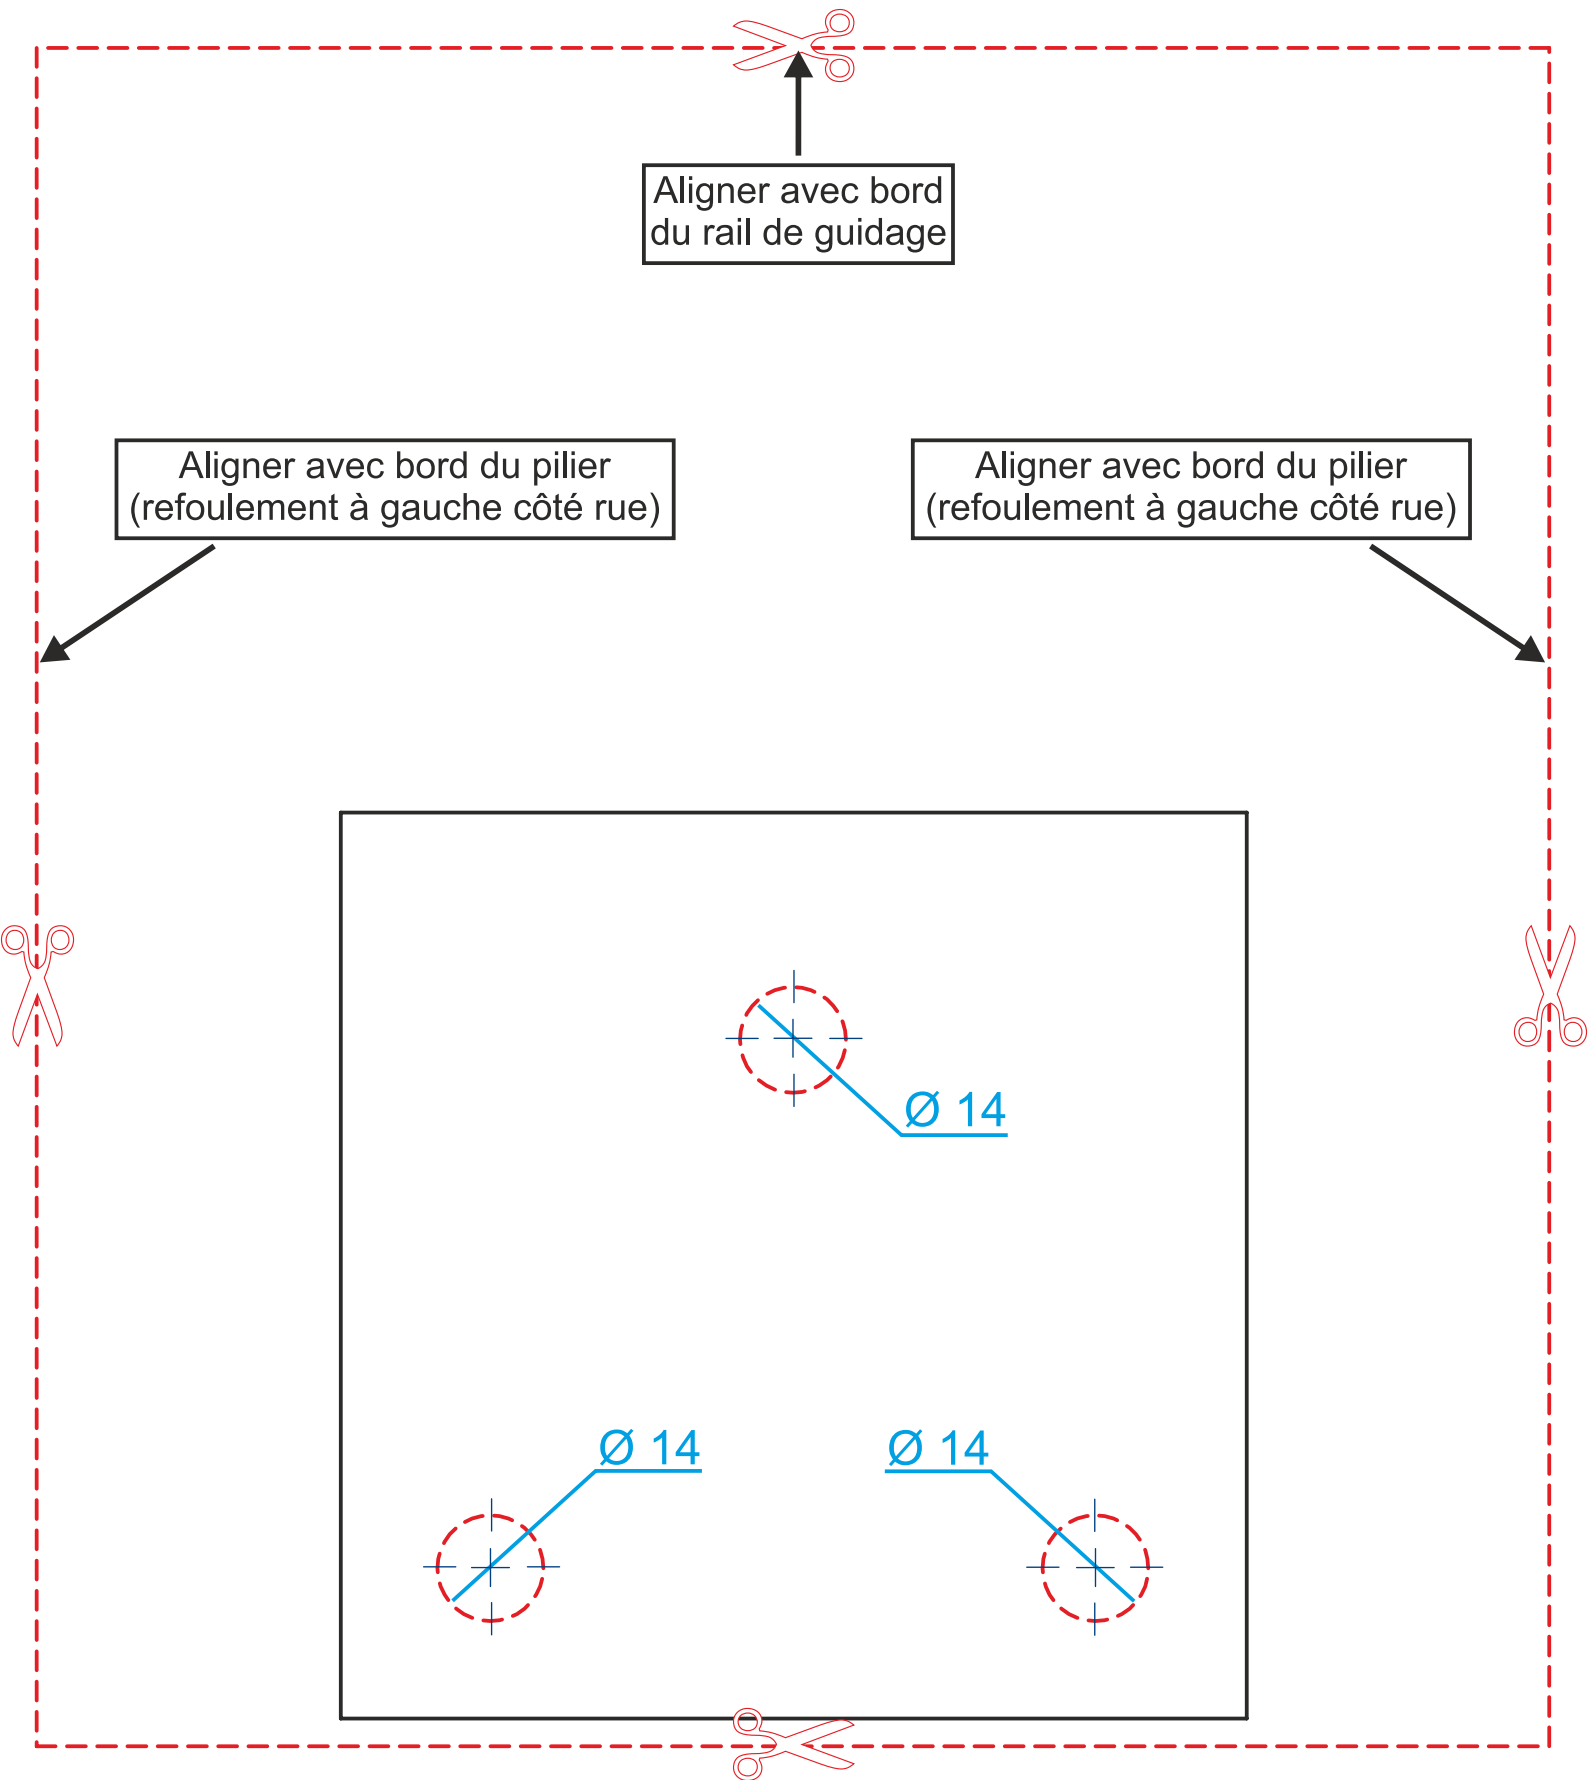 Aligner avec bord
du rail de guidage
Aligner avec bord du pilier
(refoulement à gauche côté rue)
Aligner avec bord du pilier
(refoulement à gauche côté rue)
Ø 14
Ø 14
Ø 14